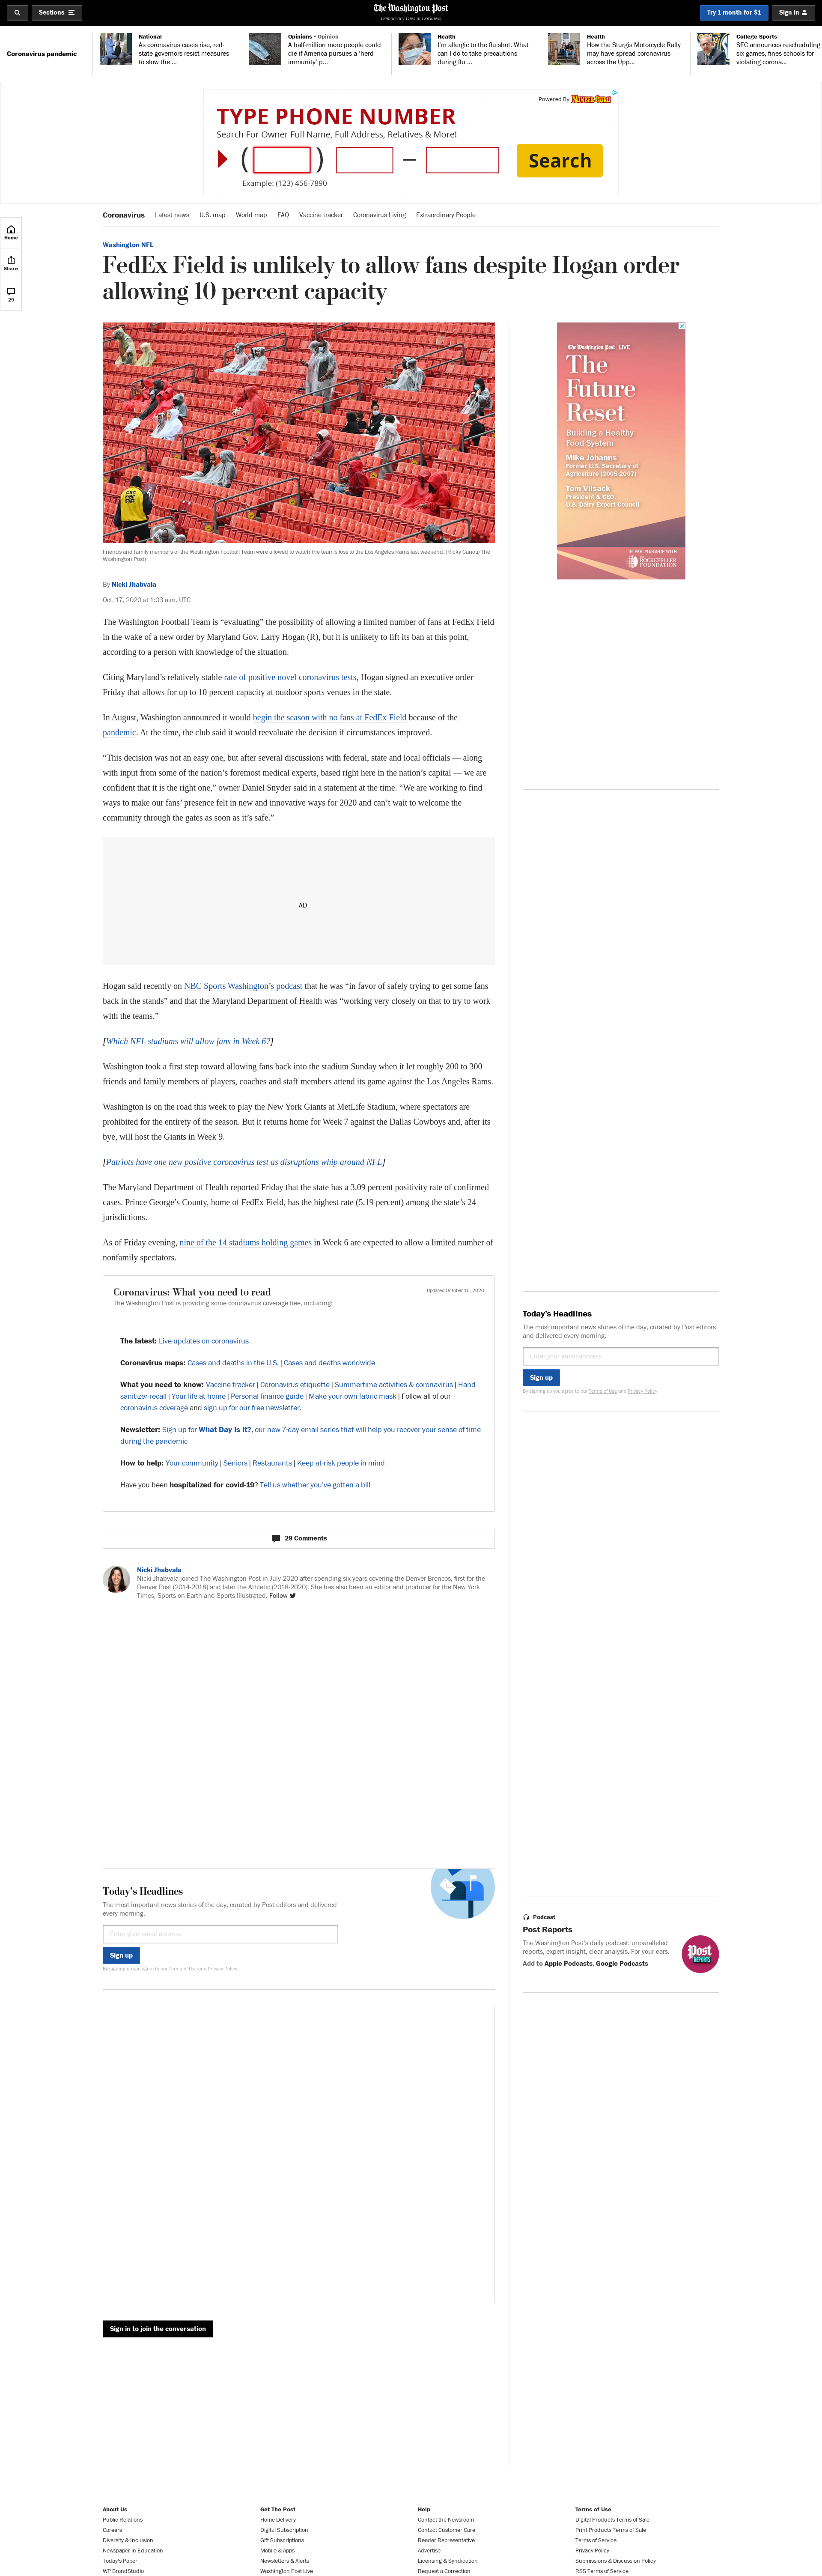 Sections
The Washington Post
Democracy Dies in Darkness
Try 1 month for $1
Sign in
Coronavirus pandemic
National
As coronavirus cases rise, red-
state governors resist measures
to slow the ...
Opinions • Opinion
A half-million more people could
die if America pursues a ‘herd
immunity’ p...
Health
I’m allergic to the flu shot. What
can I do to take precautions
during flu ...
Health
How the Sturgis Motorcycle Rally
may have spread coronavirus
across the Upp...
College Sports
SEC announces rescheduling
six games, fines schools for
violating corona...
Powered By
TYPE PHONE NUMBER
Search For Owner Full Name, Full Address, Relatives & More!
( ) –
Search
Example: (123) 456-7890
Home
Share
29
Coronavirus Latest news U.S. map World map FAQ Vaccine tracker Coronavirus Living Extraordinary People
Washington NFL
FedEx Field is unlikely to allow fans despite Hogan order
allowing 10 percent capacity
Friends and family members of the Washington Football Team were allowed to watch the team's loss to the Los Angeles Rams last weekend. (Ricky Carioti/The
Washington Post)
By Nicki Jhabvala
Oct. 17, 2020 at 1:03 a.m. UTC
The Washington Football Team is “evaluating” the possibility of allowing a limited number of fans at FedEx Field
in the wake of a new order by Maryland Gov. Larry Hogan (R), but it is unlikely to lift its ban at this point,
according to a person with knowledge of the situation.
Citing Maryland’s relatively stable rate of positive novel coronavirus tests, Hogan signed an executive order
Friday that allows for up to 10 percent capacity at outdoor sports venues in the state.
In August, Washington announced it would begin the season with no fans at FedEx Field because of the
pandemic. At the time, the club said it would reevaluate the decision if circumstances improved.
“This decision was not an easy one, but after several discussions with federal, state and local officials — along
with input from some of the nation’s foremost medical experts, based right here in the nation’s capital — we are
confident that it is the right one,” owner Daniel Snyder said in a statement at the time. “We are working to find
ways to make our fans’ presence felt in new and innovative ways for 2020 and can’t wait to welcome the
community through the gates as soon as it’s safe.”
AD
Hogan said recently on NBC Sports Washington’s podcast that he was “in favor of safely trying to get some fans
back in the stands” and that the Maryland Department of Health was “working very closely on that to try to work
with the teams.”
[Which NFL stadiums will allow fans in Week 6?]
Washington took a first step toward allowing fans back into the stadium Sunday when it let roughly 200 to 300
friends and family members of players, coaches and staff members attend its game against the Los Angeles Rams.
Washington is on the road this week to play the New York Giants at MetLife Stadium, where spectators are
prohibited for the entirety of the season. But it returns home for Week 7 against the Dallas Cowboys and, after its
bye, will host the Giants in Week 9.
[Patriots have one new positive coronavirus test as disruptions whip around NFL]
The Maryland Department of Health reported Friday that the state has a 3.09 percent positivity rate of confirmed
cases. Prince George’s County, home of FedEx Field, has the highest rate (5.19 percent) among the state’s 24
jurisdictions.
As of Friday evening, nine of the 14 stadiums holding games in Week 6 are expected to allow a limited number of
nonfamily spectators.
Coronavirus: What you need to read
Updated October 16, 2020
The Washington Post is providing some coronavirus coverage free, including:
The latest: Live updates on coronavirus
Coronavirus maps: Cases and deaths in the U.S. | Cases and deaths worldwide
What you need to know: Vaccine tracker | Coronavirus etiquette | Summertime activities & coronavirus | Hand
sanitizer recall | Your life at home | Personal finance guide | Make your own fabric mask | Follow all of our
coronavirus coverage and sign up for our free newsletter.
Newsletter: Sign up for What Day Is It?, our new 7-day email series that will help you recover your sense of time
during the pandemic
How to help: Your community | Seniors | Restaurants | Keep at-risk people in mind
Have you been hospitalized for covid-19? Tell us whether you’ve gotten a bill
29 Comments
Nicki Jhabvala
Nicki Jhabvala joined The Washington Post in July 2020 after spending six years covering the Denver Broncos, first for the
Denver Post (2014-2018) and later the Athletic (2018-2020). She has also been an editor and producer for the New York
Times, Sports on Earth and Sports Illustrated. Follow
Today’s Headlines
The most important news stories of the day, curated by Post editors and delivered
every morning.
Enter your email address
Sign up
By signing up you agree to our Terms of Use and Privacy Policy
Sign in to join the conversation
The Washington Post LIVE
The
Future
Reset
Building a Healthy
Food System
Mike Johanns
Former U.S. Secretary of
Agriculture (2005-2007)
Tom Vilsack
President & CEO,
U.S. Dairy Export Council
IN PARTNERSHIP WITH
The
ROCKEFELLER
FOUNDATION
Today’s Headlines
The most important news stories of the day, curated by Post editors
and delivered every morning.
Enter your email address
Sign up
By signing up you agree to our Terms of Use and Privacy Policy
Podcast
Post Reports
The Washington Post’s daily podcast: unparalleled
reports, expert insight, clear analysis. For your ears.
Add to Apple Podcasts, Google Podcasts
Post
REPORTS
About Us
Public Relations
Careers
Diversity & Inclusion
Newspaper in Education
Today's Paper
WP BrandStudio
Get The Post
Home Delivery
Digital Subscription
Gift Subscriptions
Mobile & Apps
Newsletters & Alerts
Washington Post Live
Help
Contact the Newsroom
Contact Customer Care
Reader Representative
Advertise
Licensing & Syndication
Request a Correction
Terms of Use
Digital Products Terms of Sale
Print Products Terms of Sale
Terms of Service
Privacy Policy
Submissions & Discussion Policy
RSS Terms of Service